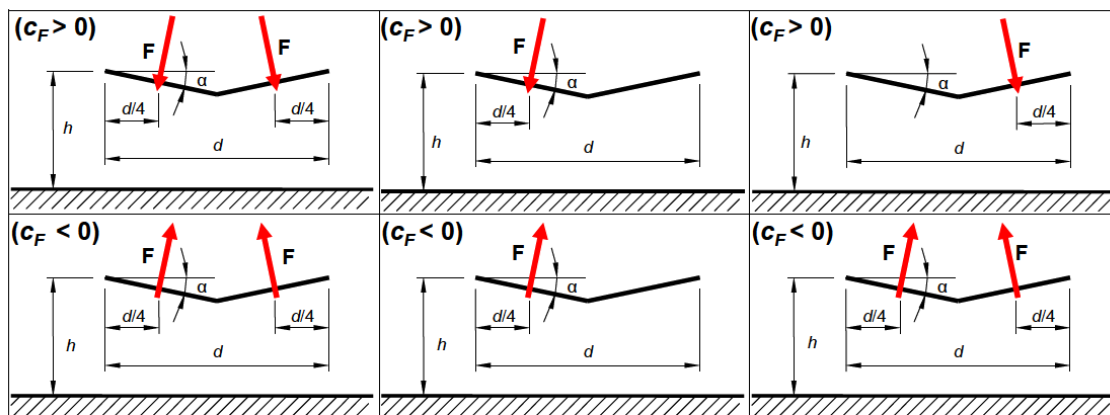 (cF > 0)
F
F
α
d/4
d/4
h
d
(cF > 0)
F
α
d/4
h
d
(cF > 0)
F
α
d/4
h
d
(cF < 0)
F
F
α
d/4
d/4
h
d
(cF < 0)
F
α
d/4
h
d
(cF < 0)
F
F
α
d/4
d/4
h
d